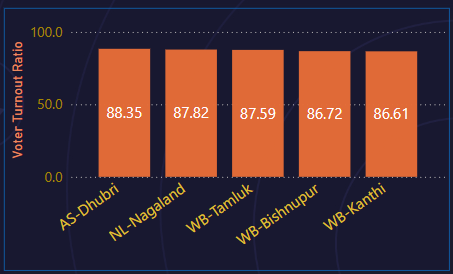 Voter Turnout Ratio
100.0
50.0
0.0
88.35
87.82
87.59
86.72
86.61
AS-Dhubri
NL-Nagaland
WB-Tamluk
WB-Bishnupur
WB-Kanthi